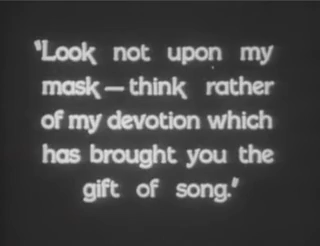 "Look not upon my
mask — think rather
of my devotion which
has brought you the
gift of song."